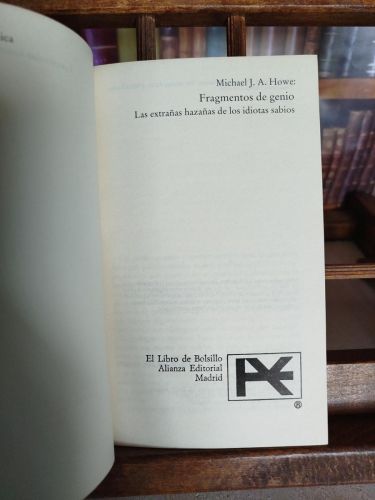 Michael J. A. Howe:
Fragmentos de genio
Las extrañas hazañas de los idiotas sabios
El Libro de Bolsillo
Alianza Editorial
Madrid
®